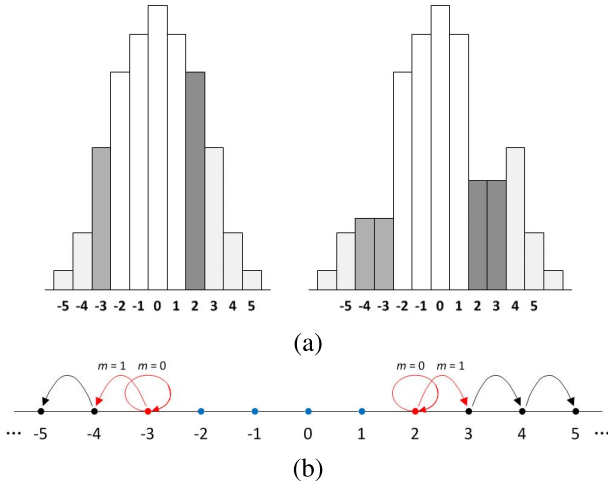 -5 -4 -3 -2 -1 0 1 2 3 4 5
-5 -4 -3 -2 -1 0 1 2 3 4 5
(a)
m = 1 m = 0 m = 0 m = 1
... -5 -4 -3 -2 -1 0 1 2 3 4 5 ...
(b)